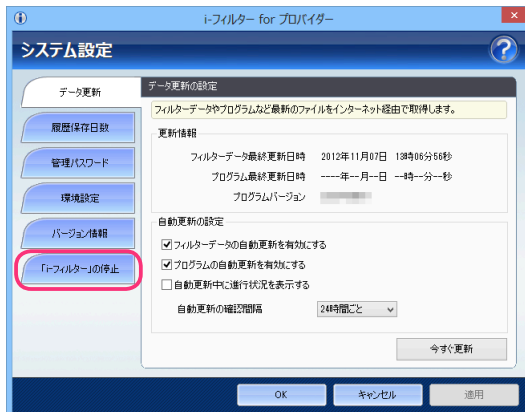 i-フィルター for プロバイダー
システム設定
?
データ更新
履歴保存日数
管理パスワード
環境設定
バージョン情報
「i-フィルター」の停止
データ更新の設定
フィルターデータやプログラムなど最新のファイルをインターネット経由で取得します。
更新情報
フィルターデータ最終更新日時 2012年11月07日 13時06分56秒
プログラム最終更新日時 ----年--月--日 --時--分--秒
プログラムバージョン
自動更新の設定
フィルターデータの自動更新を有効にする
プログラムの自動更新を有効にする
自動更新中に進行状況を表示する
自動更新の確認間隔 24時間ごと
今すぐ更新
OK キャンセル 適用